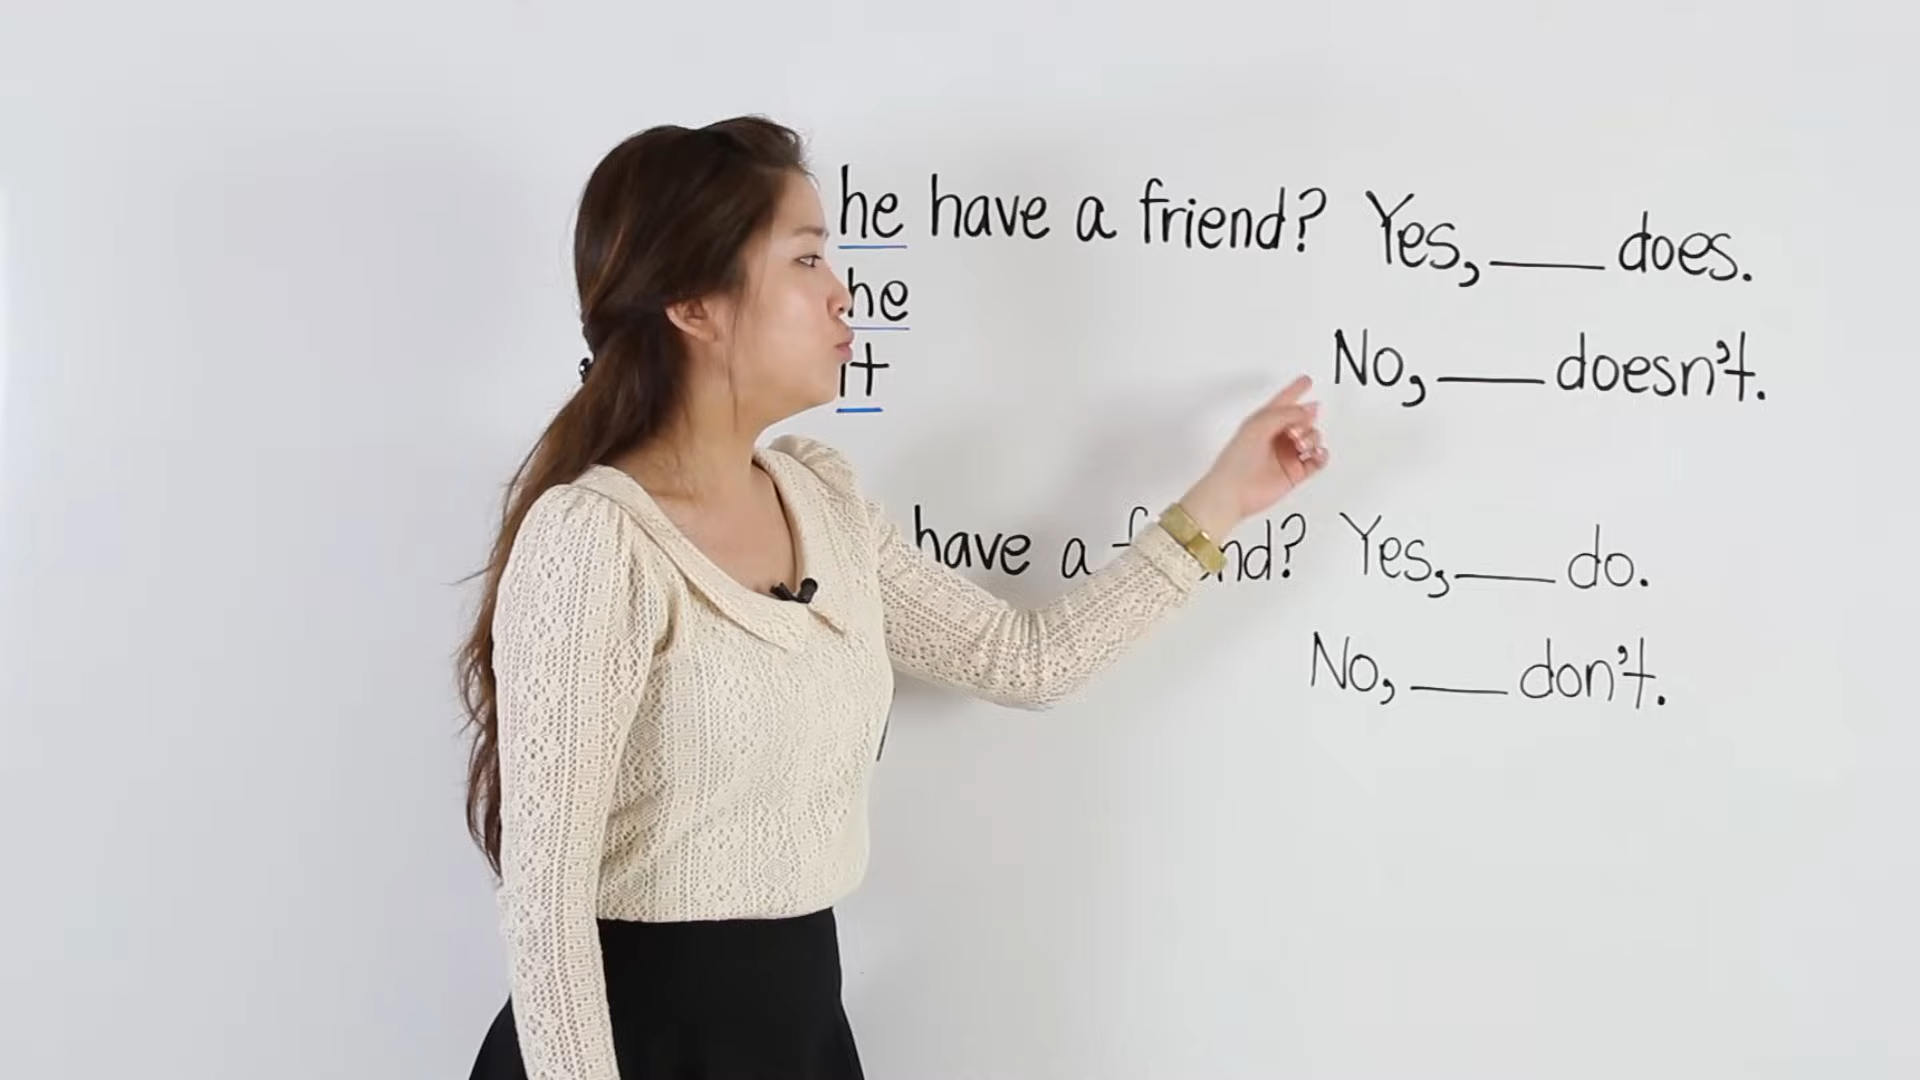 he have a friend? Yes, ___ does.
he
it
No, ___ doesn't.
have a nd? Yes, ___ do.
No, ___ don't.